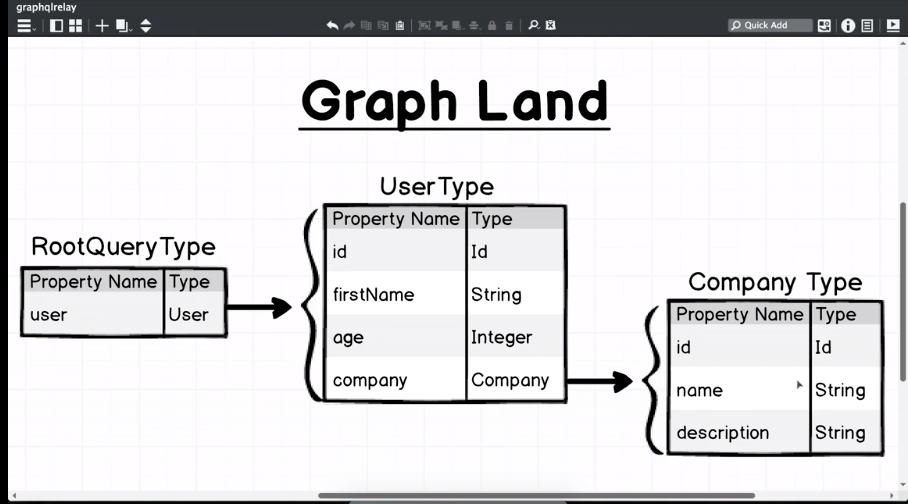 graphqlrelay
Quick Add
Graph Land
RootQueryType
Property Name Type
user User
UserType
Property Name Type
id Id
firstName String
age Integer
company Company
Company Type
Property Name Type
id Id
name String
description String